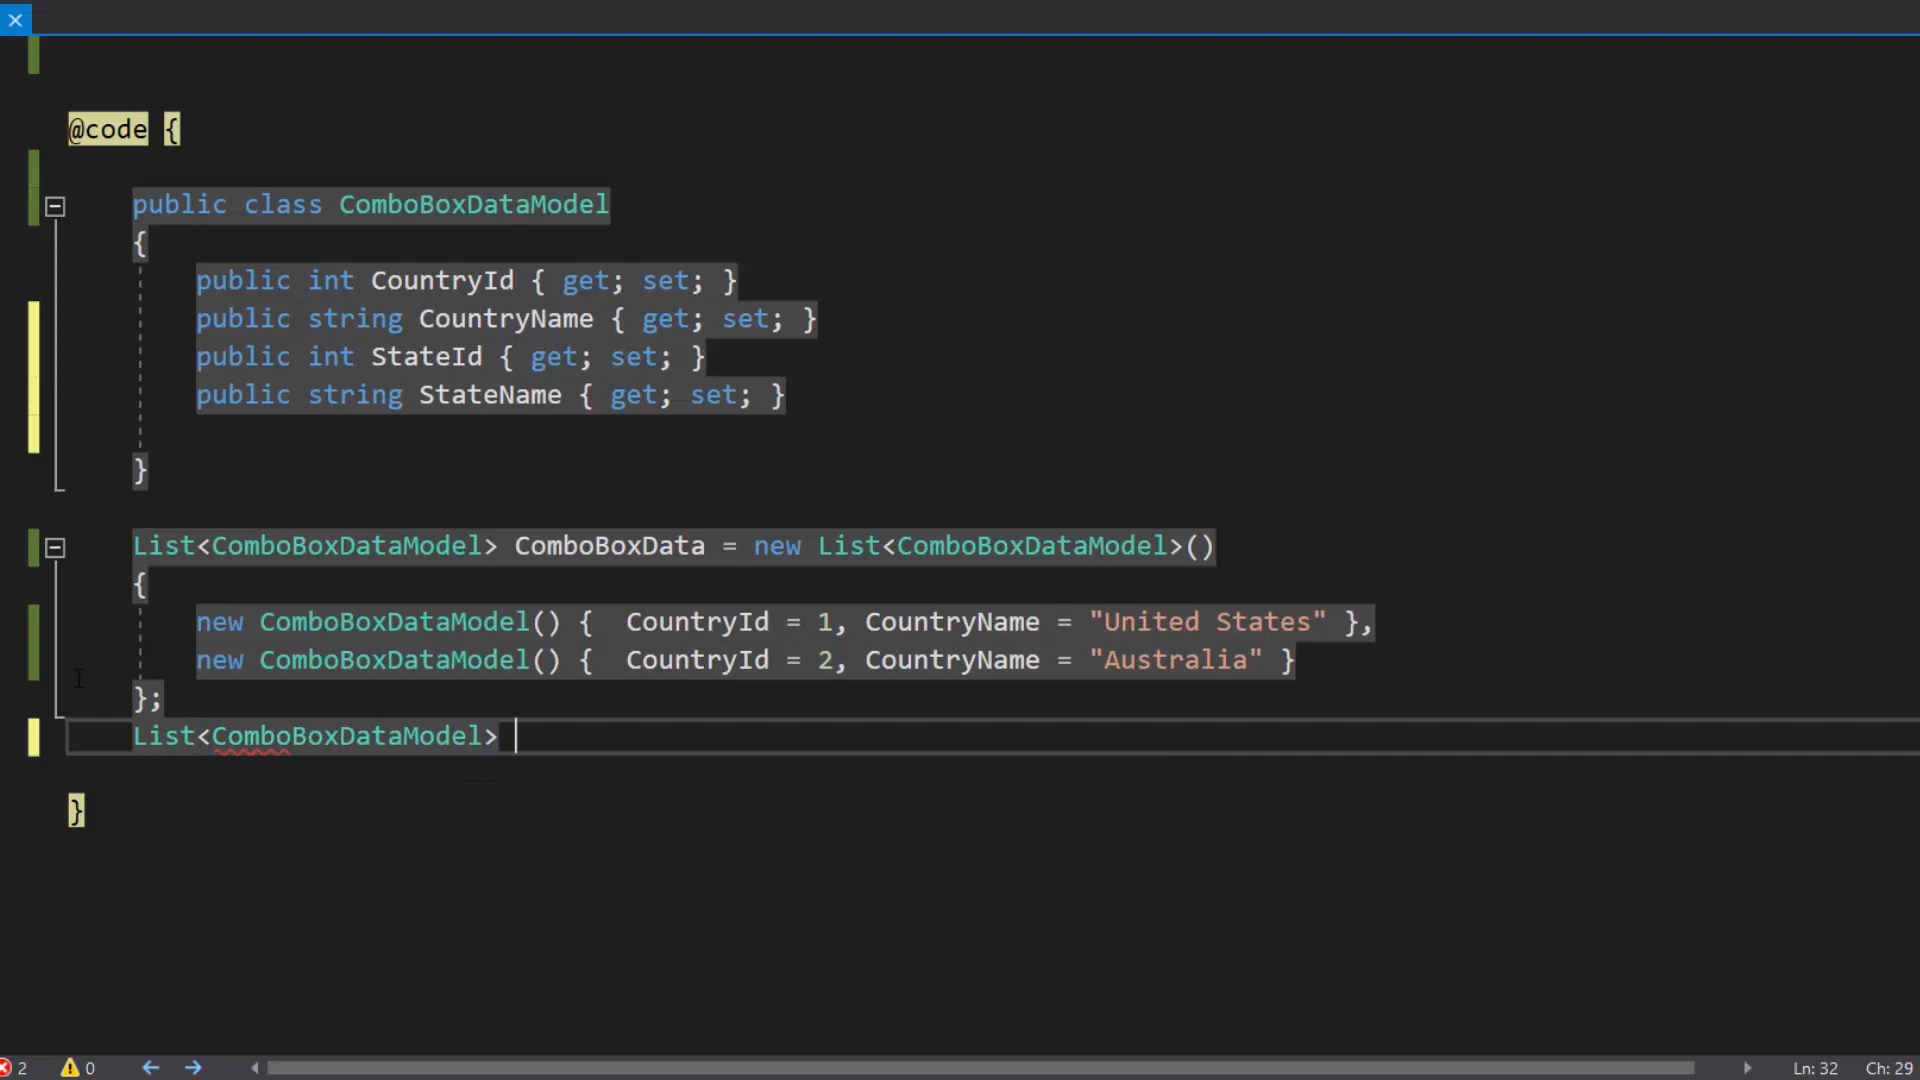 @code {
public class ComboBoxDataModel
{
public int CountryId { get; set; }
public string CountryName { get; set; }
public int StateId { get; set; }
public string StateName { get; set; }
}
List<ComboBoxDataModel> ComboBoxData = new List<ComboBoxDataModel>()
{
new ComboBoxDataModel() {  CountryId = 1, CountryName = "United States" },
new ComboBoxDataModel() {  CountryId = 2, CountryName = "Australia" }
};
List<ComboBoxDataModel>
}
2 0 Ln: 32 Ch: 29